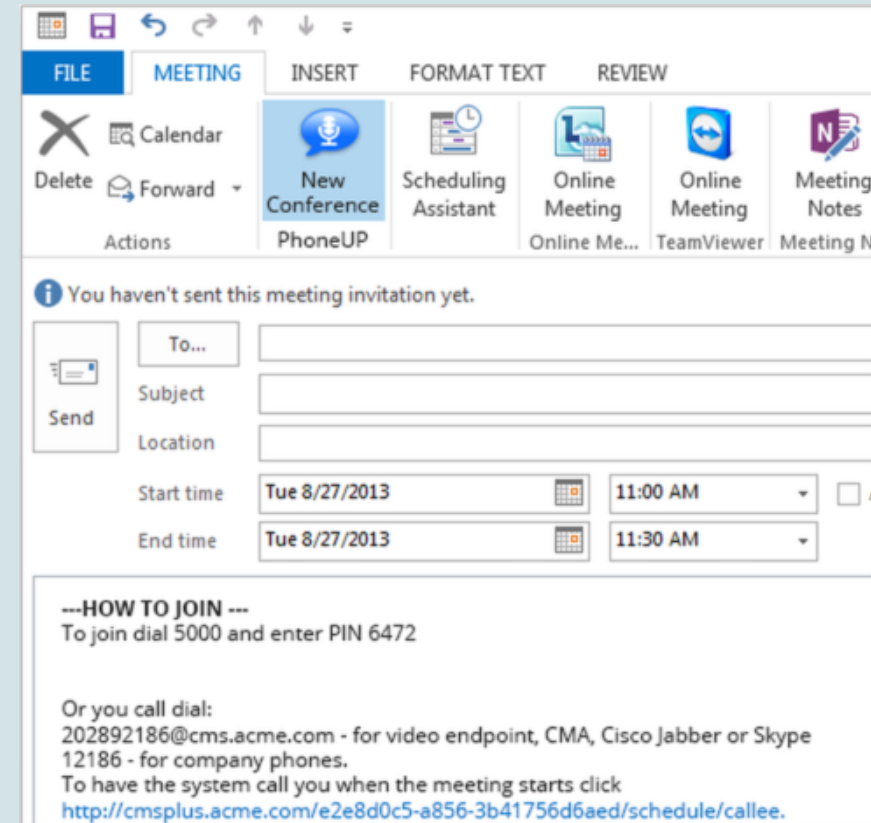 FILE MEETING INSERT FORMAT TEXT REVIEW
Delete
Calendar
Forward
Actions
New
Conference
PhoneUP
Scheduling
Assistant
Online
Meeting
Online Me...
Online
Meeting
TeamViewer
N
Meeting
Notes
Meeting N
You haven't sent this meeting invitation yet.
Send
To...
Subject
Location
Start time Tue 8/27/2013 11:00 AM
End time Tue 8/27/2013 11:30 AM
---HOW TO JOIN ---
To join dial 5000 and enter PIN 6472
Or you call dial:
202892186@cms.acme.com - for video endpoint, CMA, Cisco Jabber or Skype
12186 - for company phones.
To have the system call you when the meeting starts click
http://cmsplus.acme.com/e2e8d0c5-a856-3b41756d6aed/schedule/callee.